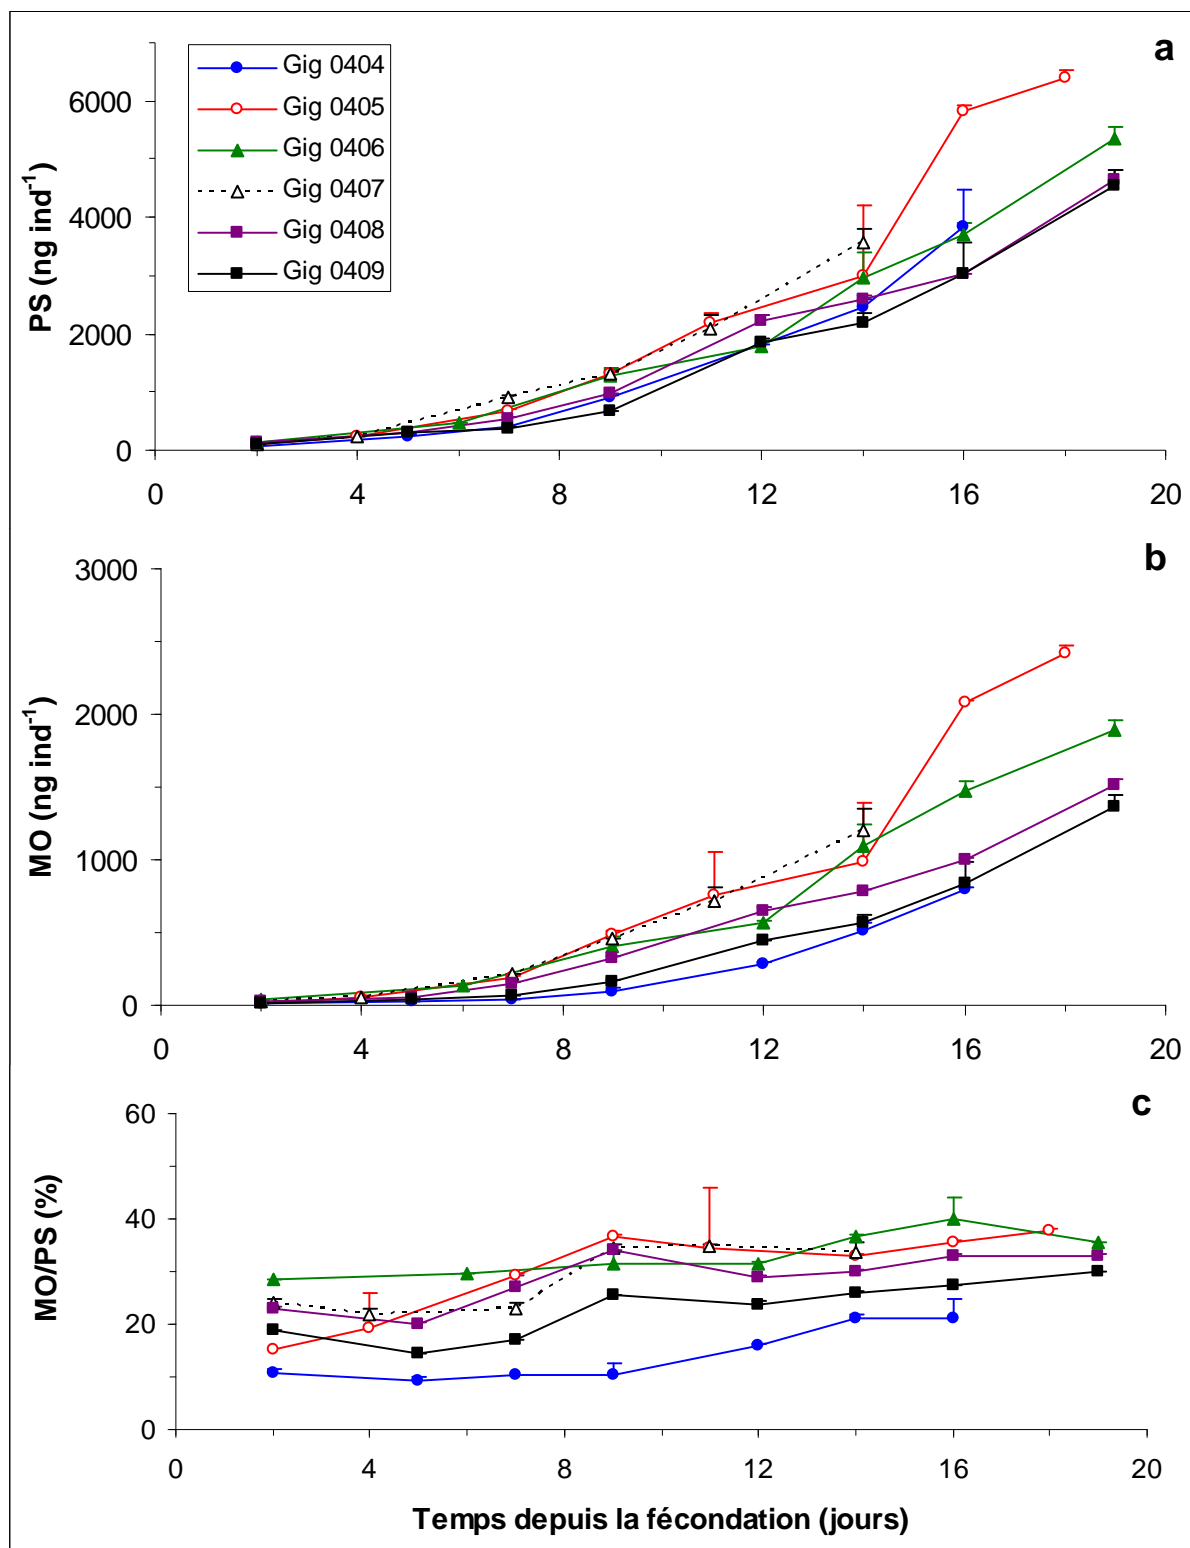 a
Gig 0404
Gig 0405
Gig 0406
Gig 0407
Gig 0408
Gig 0409
PS (ng ind-1)
6000
4000
2000
0
0 4 8 12 16 20
b
MO (ng ind-1)
3000
2000
1000
0
0 4 8 12 16 20
c
MO/PS (%)
60
40
20
0
0 4 8 12 16 20
Temps depuis la fécondation (jours)